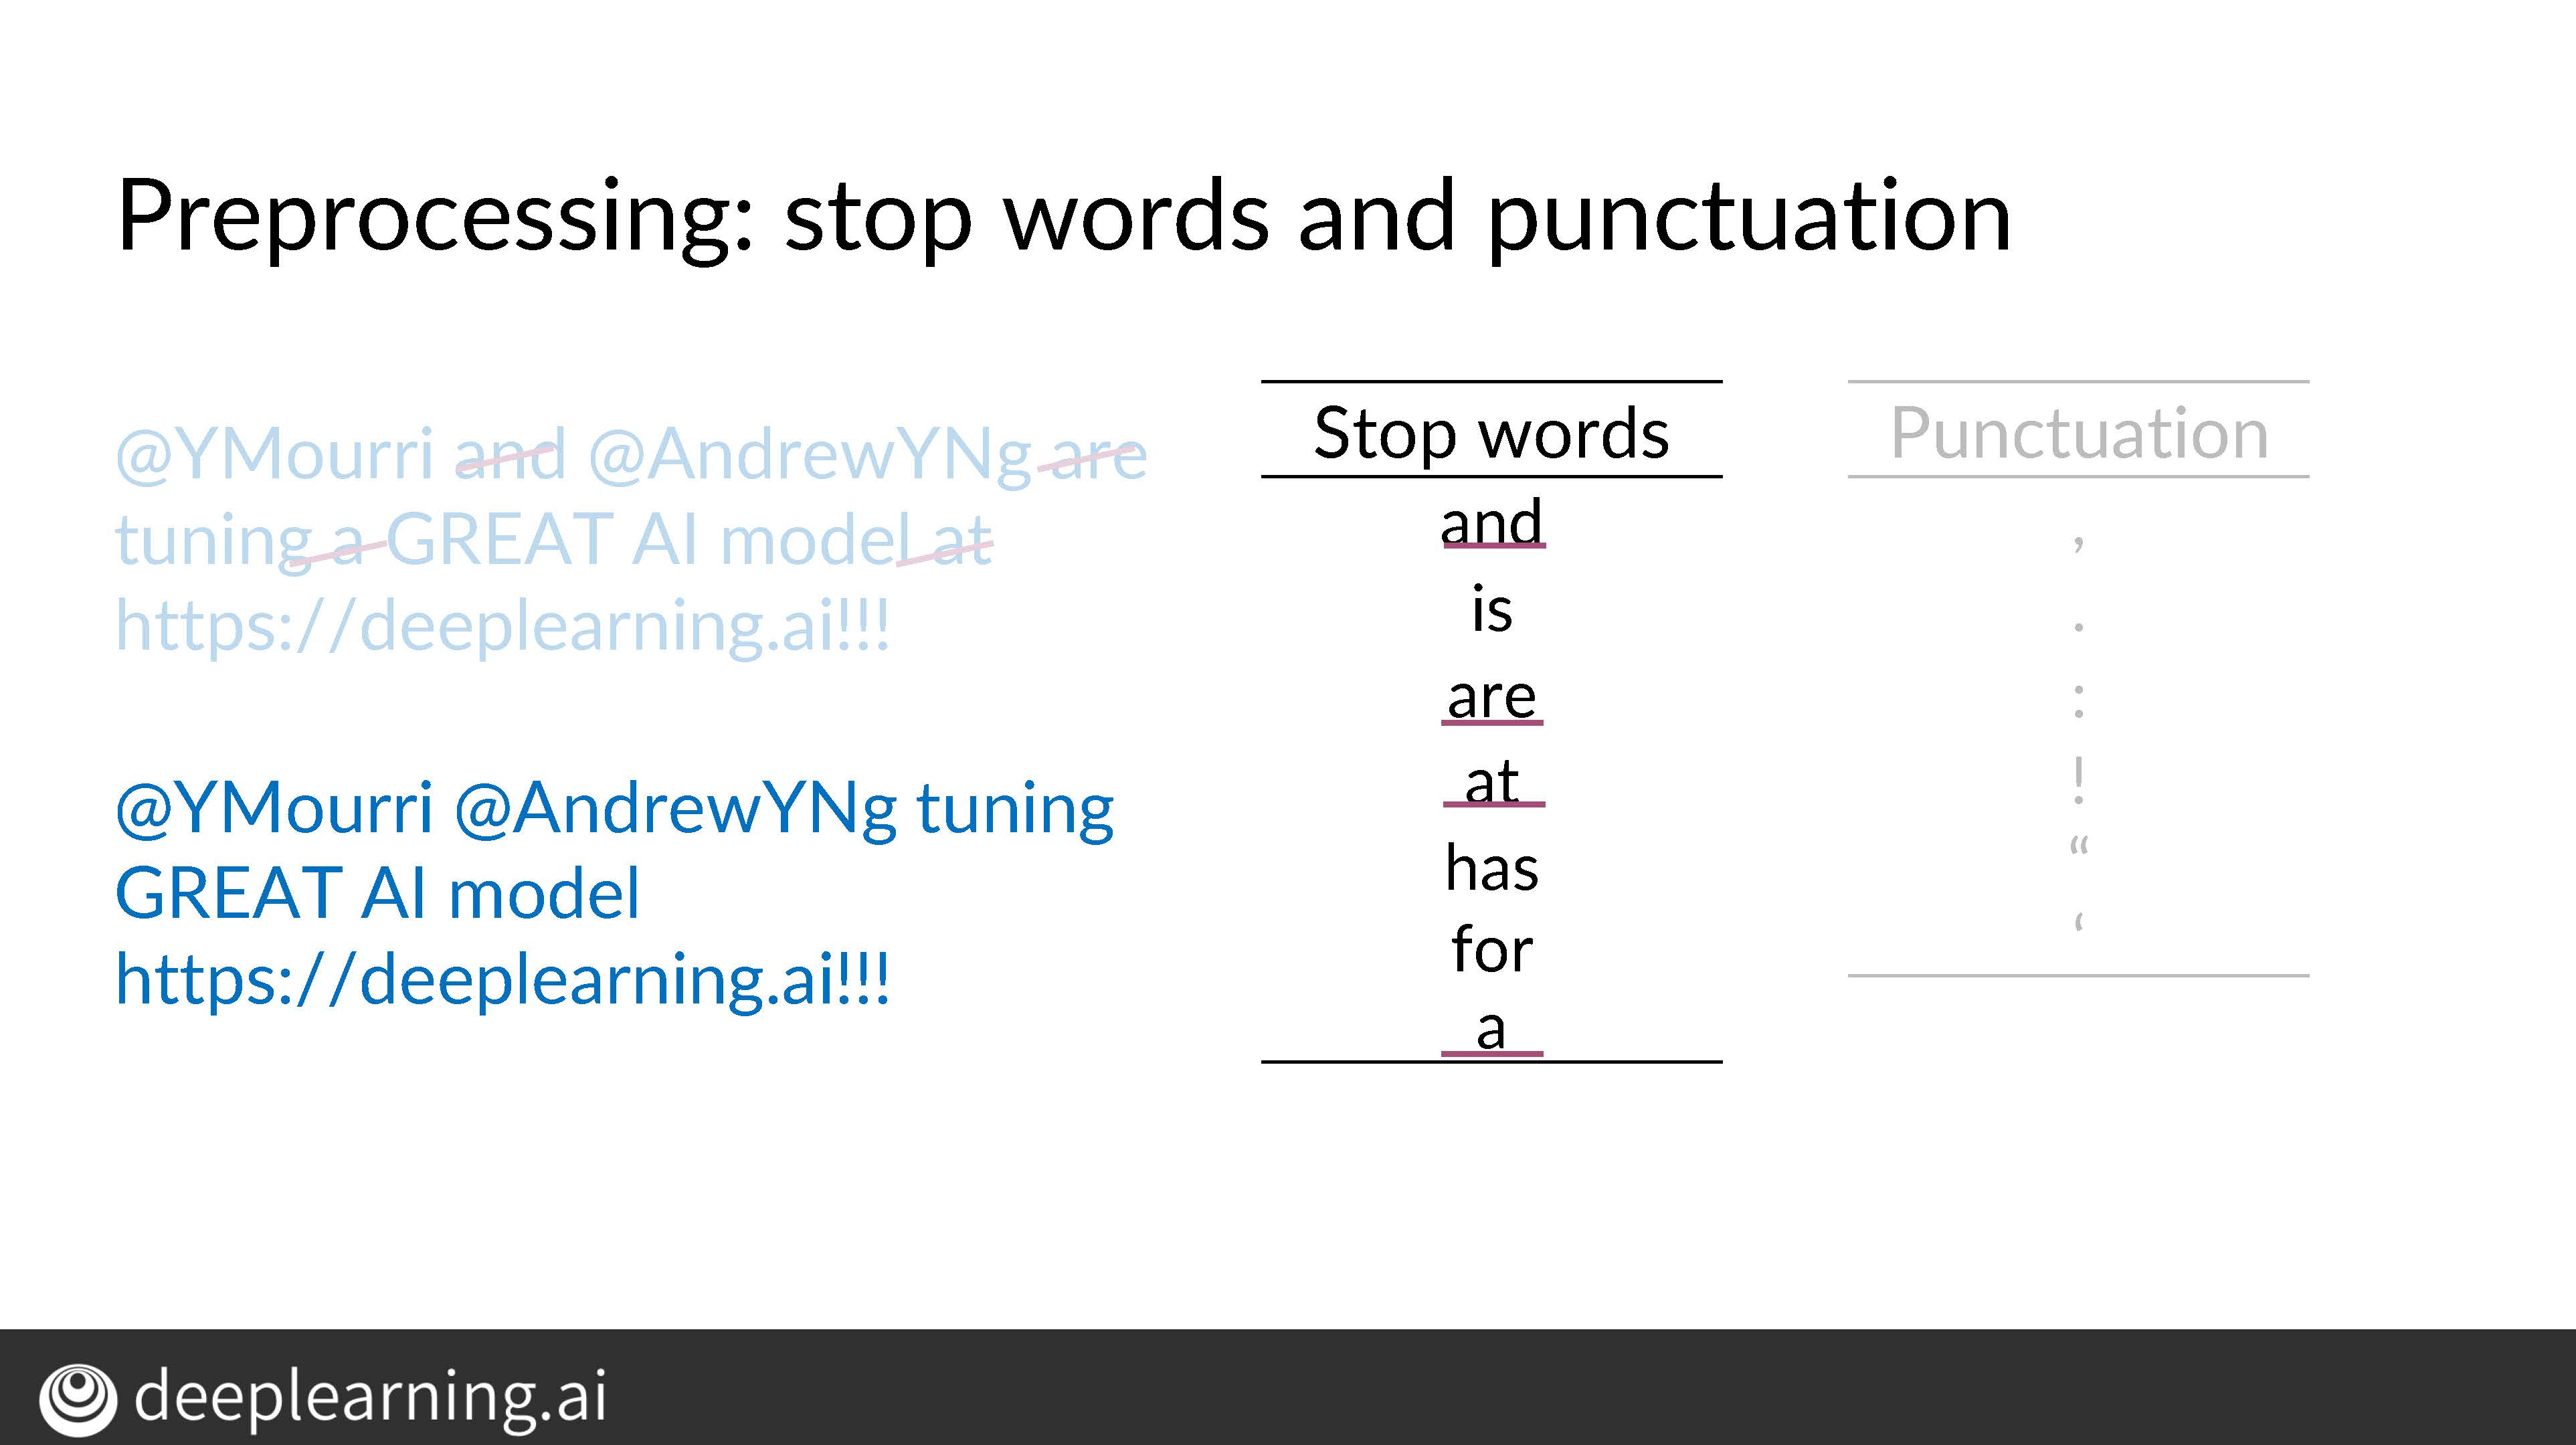 Preprocessing: stop words and punctuation
@YMourri and @AndrewYNg are
tuning a GREAT AI model at
https://deeplearning.ai!!!
@YMourri @AndrewYNg tuning
GREAT AI model
https://deeplearning.ai!!!
Stop words
and
is
are
at
has
for
a
Punctuation
,
.
:
!
“
‘
deeplearning.ai